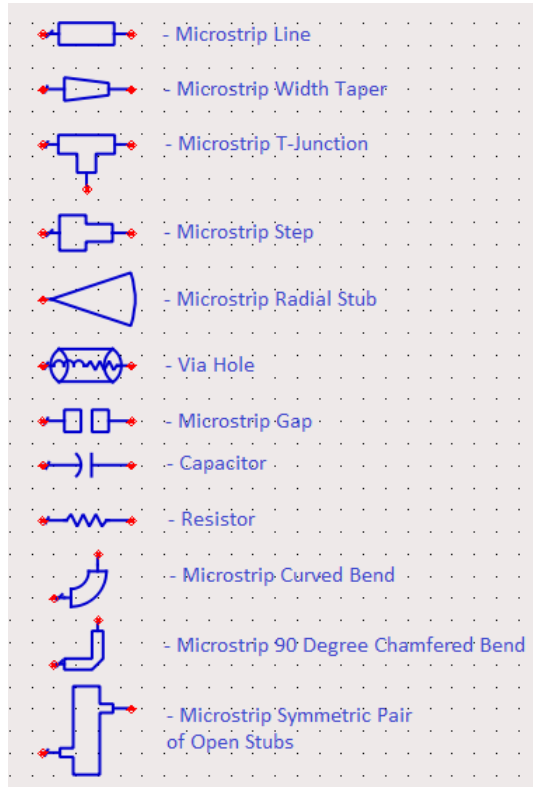 - Microstrip Line
- Microstrip Width Taper
- Microstrip T-Junction
- Microstrip Step
- Microstrip Radial Stub
- Via Hole
- Microstrip Gap
- Capacitor
- Resistor
- Microstrip Curved Bend
- Microstrip 90 Degree Chamfered Bend
- Microstrip Symmetric Pair
of Open Stubs